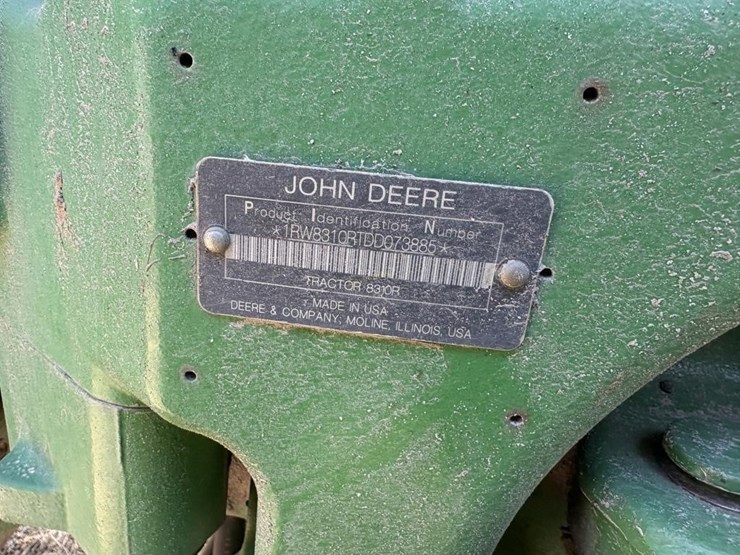 JOHN DEERE
Product Identification Number
*1RW8310RTDD073885*
TRACTOR 8310R
MADE IN USA
DEERE & COMPANY, MOLINE, ILLINOIS, USA